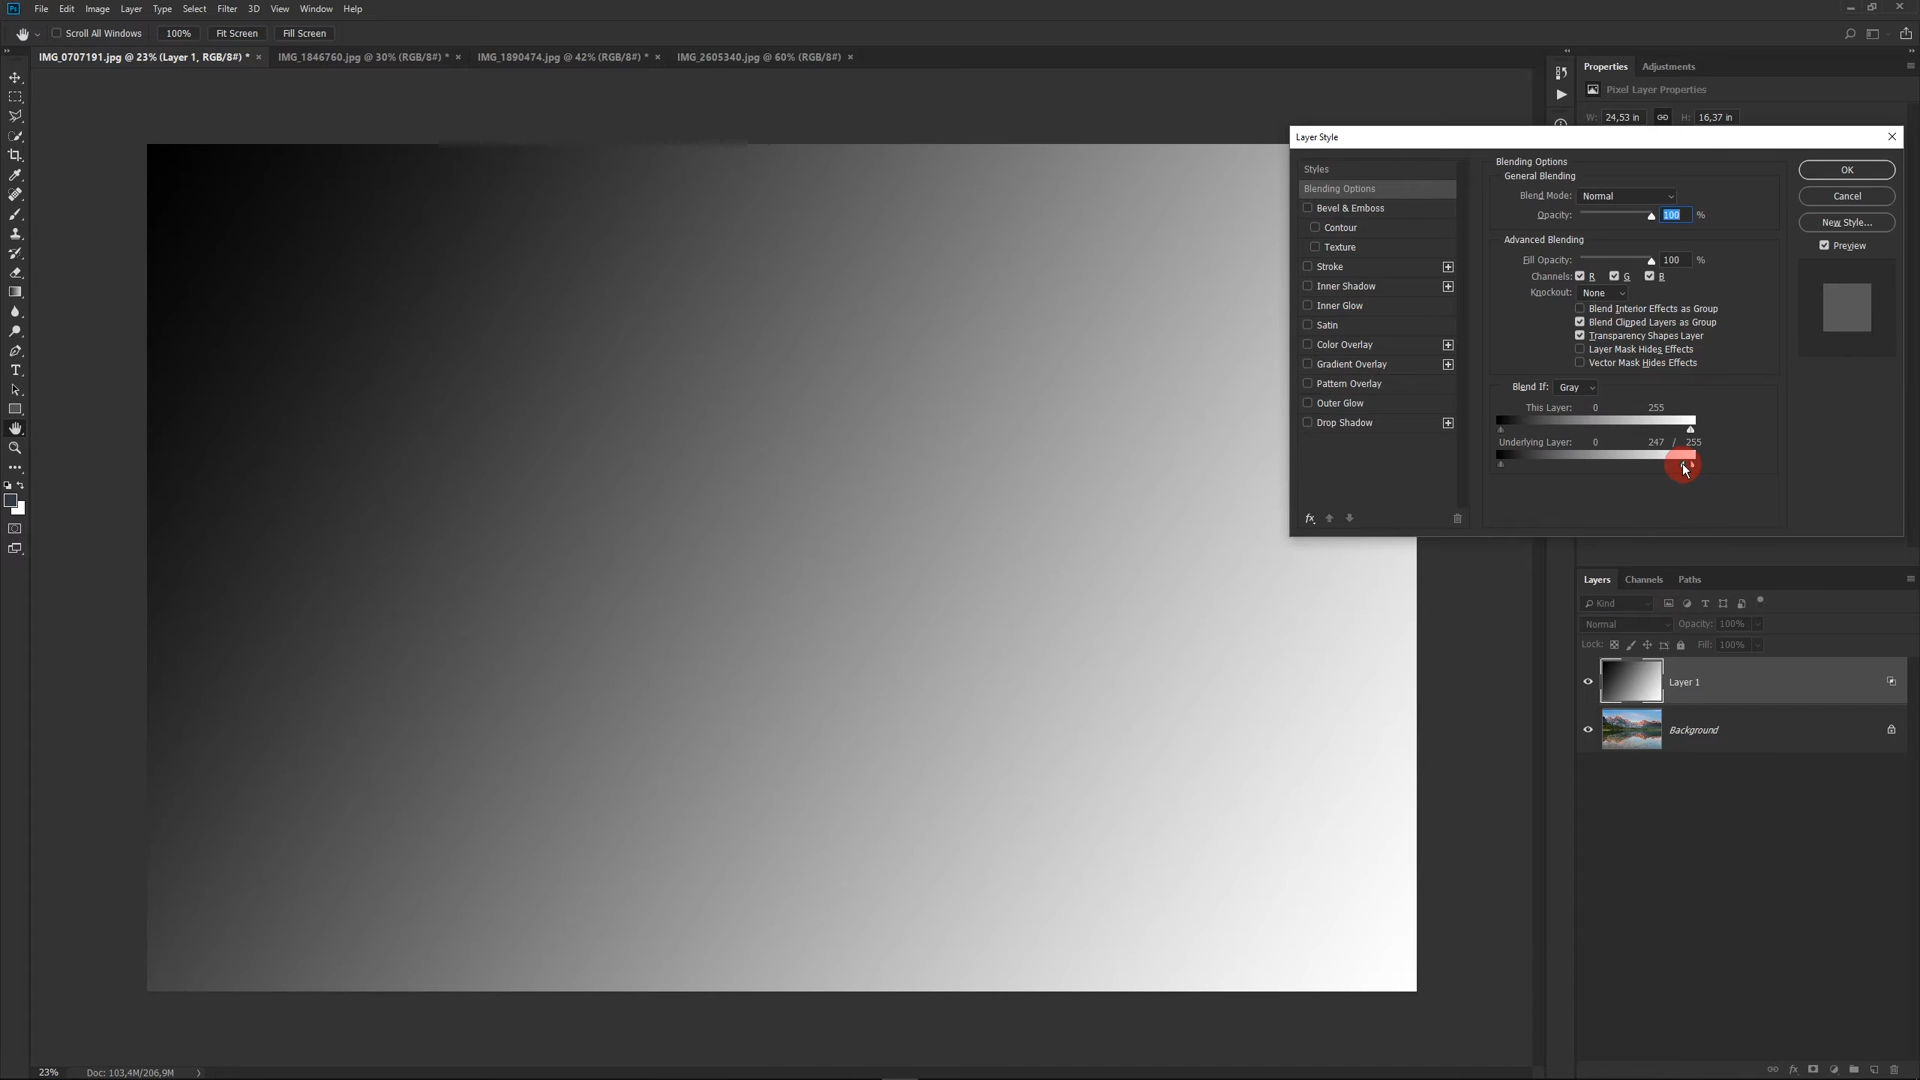 Ps File Edit Image Layer Type Select Filter 3D View Window Help
Scroll All Windows 100% Fit Screen Fill Screen
IMG_0707191.jpg @ 23% (Layer 1, RGB/8#) * × IMG_1846760.jpg @ 30% (RGB/8#) * × IMG_1890474.jpg @ 42% (RGB/8#) * × IMG_2605340.jpg @ 60% (RGB/8#) ×
Properties Adjustments
Pixel Layer Properties
W: 24,53 in H: 16,37 in
Layer Style
Styles
Blending Options
Bevel & Emboss
Contour
Texture
Stroke
Inner Shadow
Inner Glow
Satin
Color Overlay
Gradient Overlay
Pattern Overlay
Outer Glow
Drop Shadow
fx
Blending Options
General Blending
Blend Mode: Normal
Opacity: 100 %
Advanced Blending
Fill Opacity: 100 %
Channels: R G B
Knockout: None
Blend Interior Effects as Group
Blend Clipped Layers as Group
Transparency Shapes Layer
Layer Mask Hides Effects
Vector Mask Hides Effects
Blend If: Gray
This Layer: 0 255
Underlying Layer: 0 247 / 255
OK
Cancel
New Style...
Preview
Layers Channels Paths
Kind
Normal Opacity: 100%
Lock: Fill: 100%
Layer 1
Background
23% Doc: 103,4M/206,9M
fx